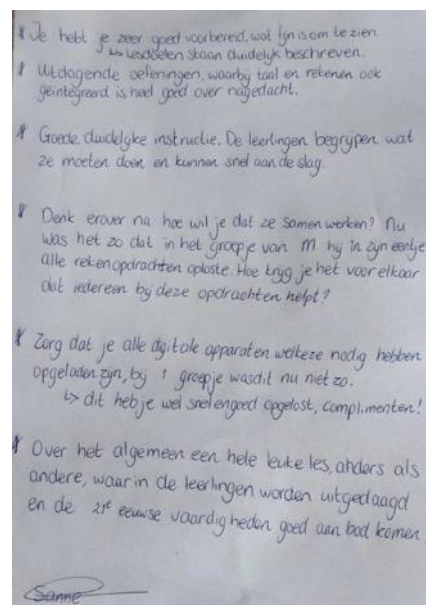 * Je hebt je zeer goed voorbereid, wat fijn is om te zien.
↳ Lesdoelen staan duidelijk beschreven.
* Uitdagende oefeningen, waarbij taal en rekenen ook
geïntegreerd is heel goed over nagedacht.
* Goede, duidelijke instructie. De leerlingen begrijpen wat
ze moeten doen en kunnen snel aan de slag
* Denk erover na hoe wil je dat ze samen werken? Nu
was het zo dat in het groepje van M hij in zijn eentje
alle rekenopdrachten oploste. Hoe krijg je het voor elkaar
dat iedereen bij deze opdrachten helpt?
* Zorg dat je alle digitale apparaten welke ze nodig hebben
opgeladen zijn, bij 1 groepje was dit nu niet zo.
↳ dit heb je wel snel en goed opgelost, complimenten!
* Over het algemeen een hele leuke les, anders als
andere, waar in de leerlingen worden uitgedaagd
en de 21e eeuwse vaardigheden goed aan bod komen.
Sanne